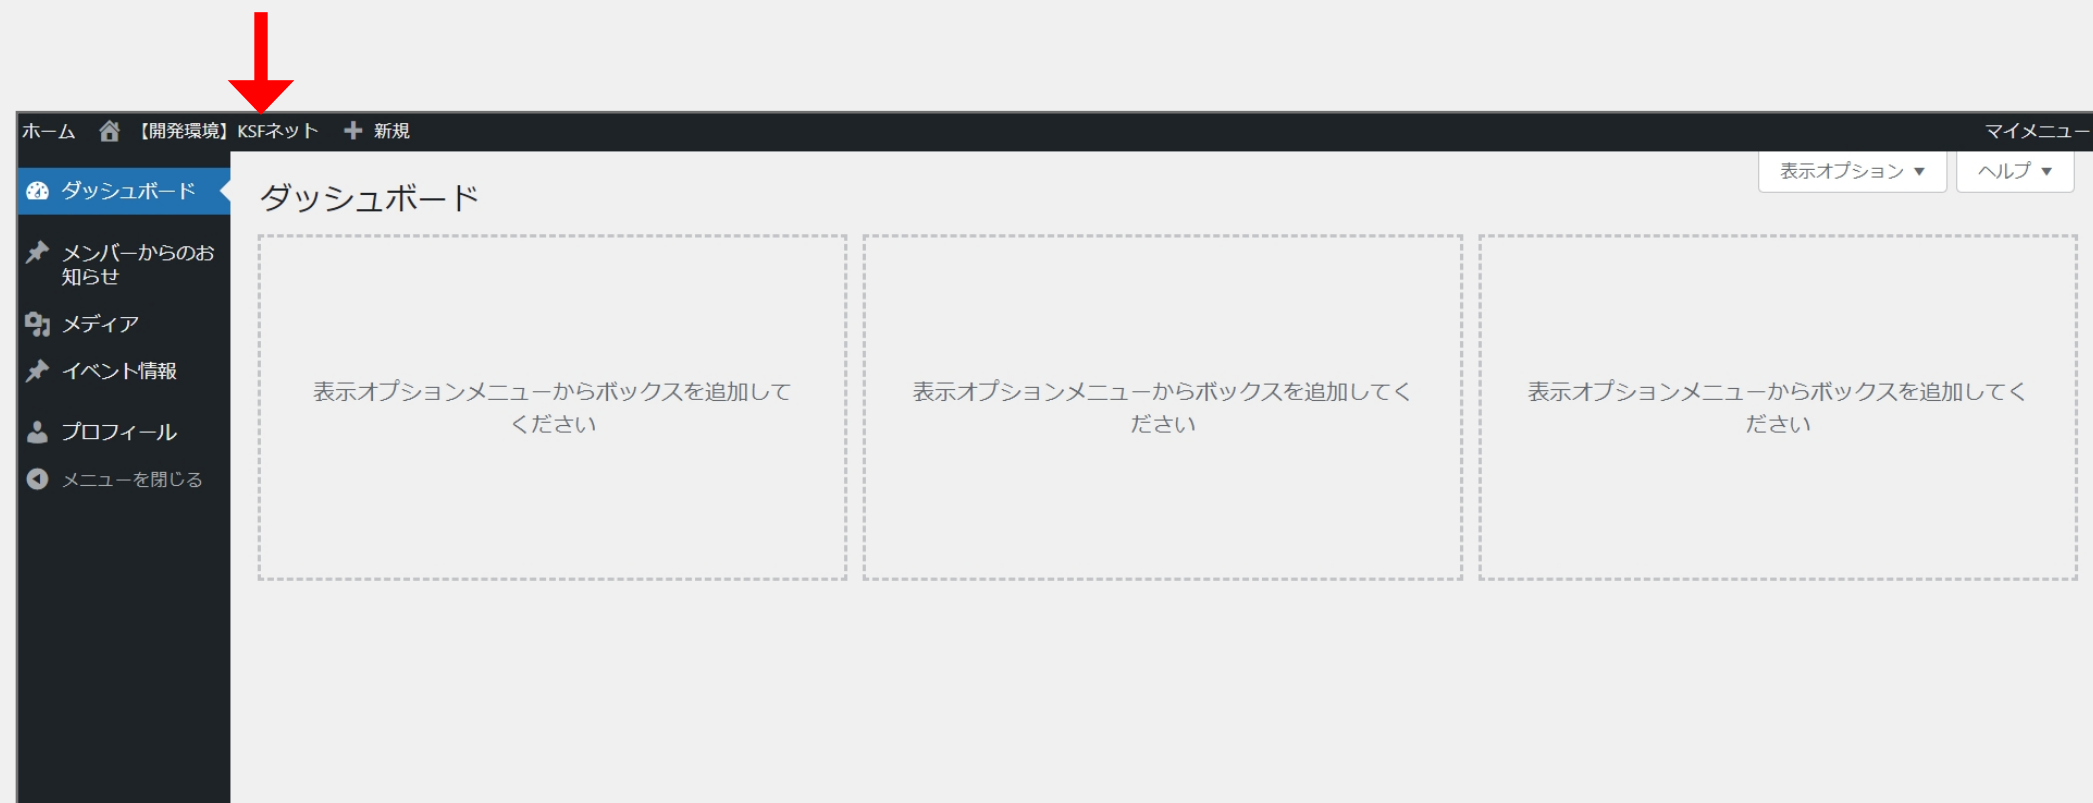 ホーム 【開発環境】KSFネット 新規 マイメニュー
表示オプション ▼ ヘルプ ▼
ダッシュボード
ダッシュボード
メンバーからのお
知らせ
メディア
イベント情報
プロフィール
メニューを閉じる
表示オプションメニューからボックスを追加して
ください
表示オプションメニューからボックスを追加してく
ださい
表示オプションメニューからボックスを追加してく
ださい